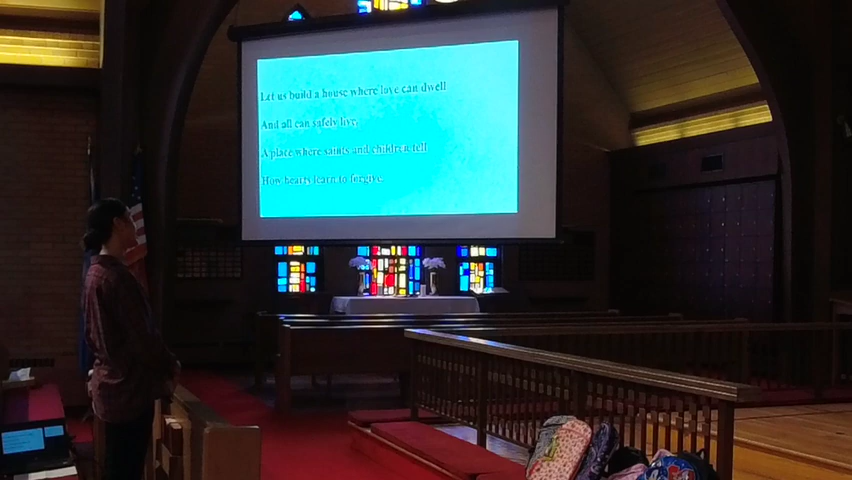 Let us build a house where love can dwell
And all can safely live,
A place where saints and children tell
How hearts learn to forgive.